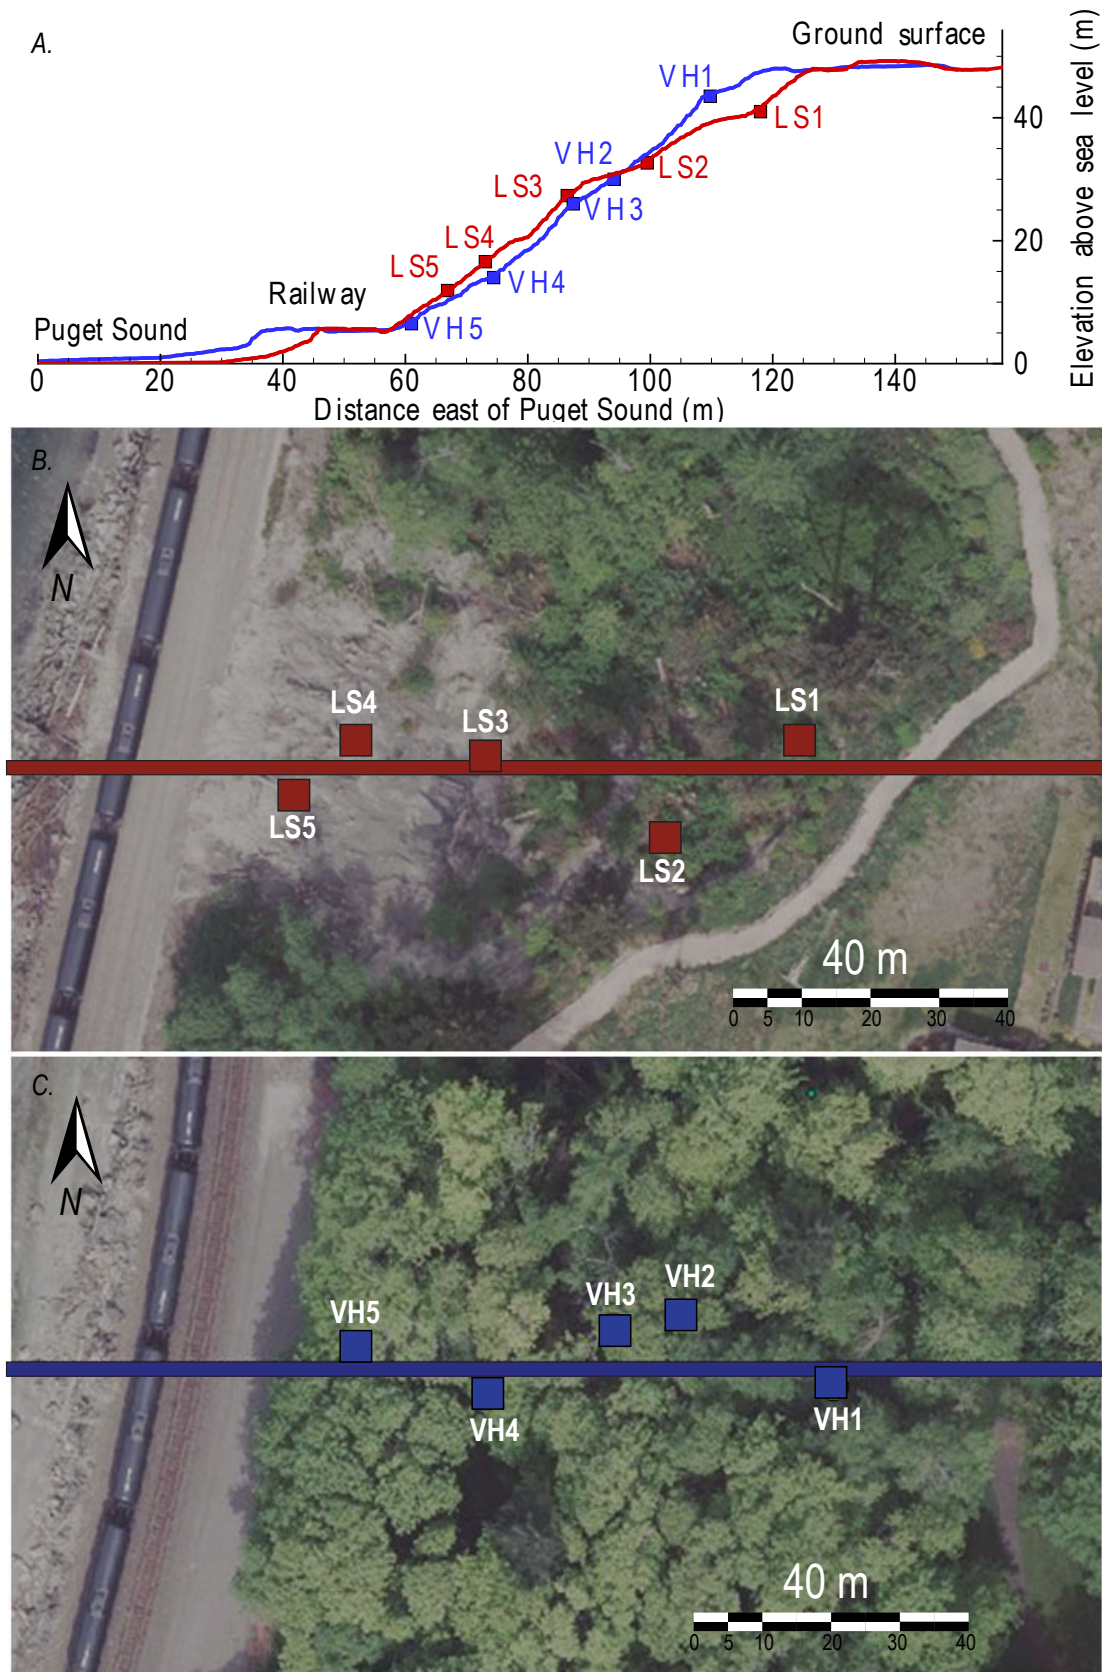 A.
Ground surface
Elevation above sea level (m)
VH1
LS1
VH2
LS2
LS3
VH3
LS4
LS5
VH4
Railway
VH5
Puget Sound
40
20
0
0 20 40 60 80 100 120 140
Distance east of Puget Sound (m)
B.
N
LS4
LS3
LS1
LS5
LS2
40 m
0 5 10 20 30 40
C.
N
VH5
VH3
VH2
VH4
VH1
40 m
0 5 10 20 30 40